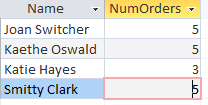 Name NumOrders
Joan Switcher 5
Kaethe Oswald 5
Katie Hayes 3
Smitty Clark 5